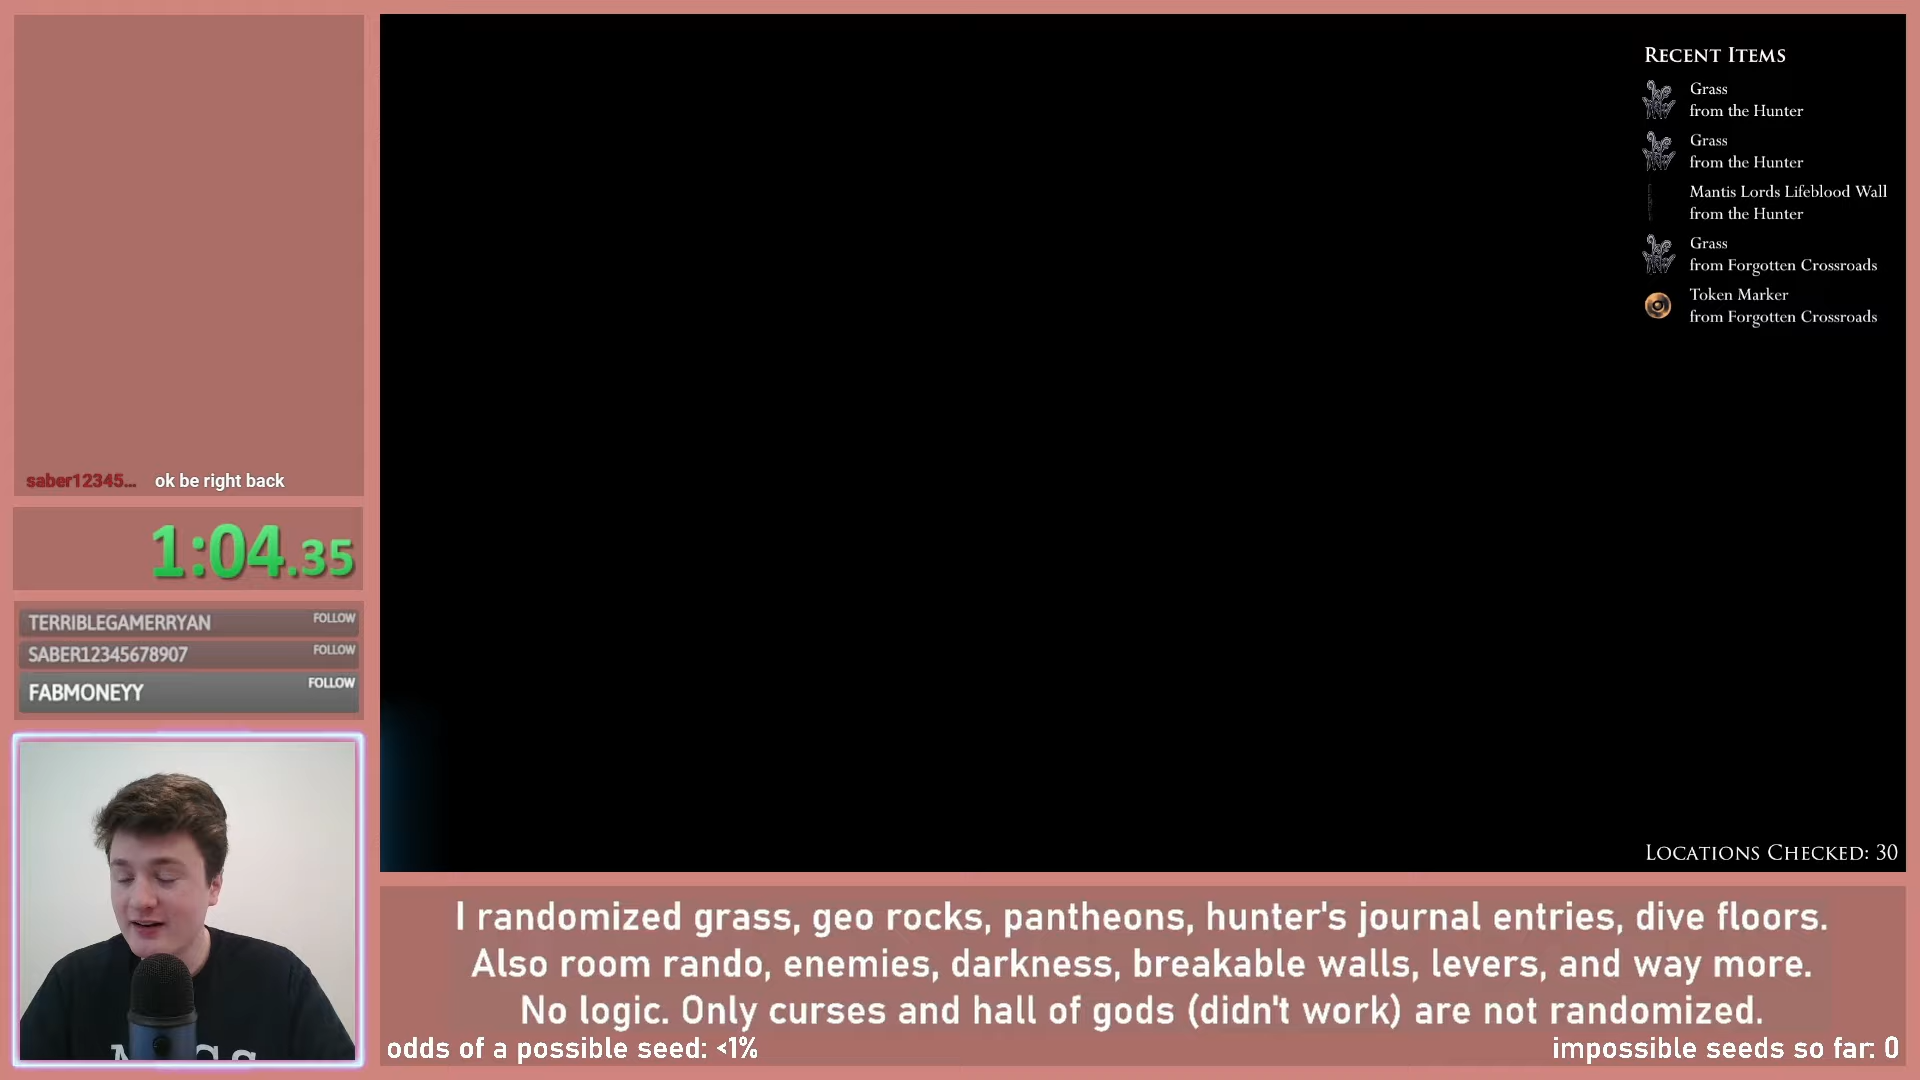 saber12345... ok be right back
1:04.35
TERRIBLEGAMERRYAN FOLLOW
SABER12345678907 FOLLOW
FABMONEYY FOLLOW
RECENT ITEMS
Grass
from the Hunter
Grass
from the Hunter
Mantis Lords Lifeblood Wall
from the Hunter
Grass
from Forgotten Crossroads
Token Marker
from Forgotten Crossroads
LOCATIONS CHECKED: 30
I randomized grass, geo rocks, pantheons, hunter's journal entries, dive floors.
Also room rando, enemies, darkness, breakable walls, levers, and way more.
No logic. Only curses and hall of gods (didn't work) are not randomized.
odds of a possible seed: <1%
impossible seeds so far: 0